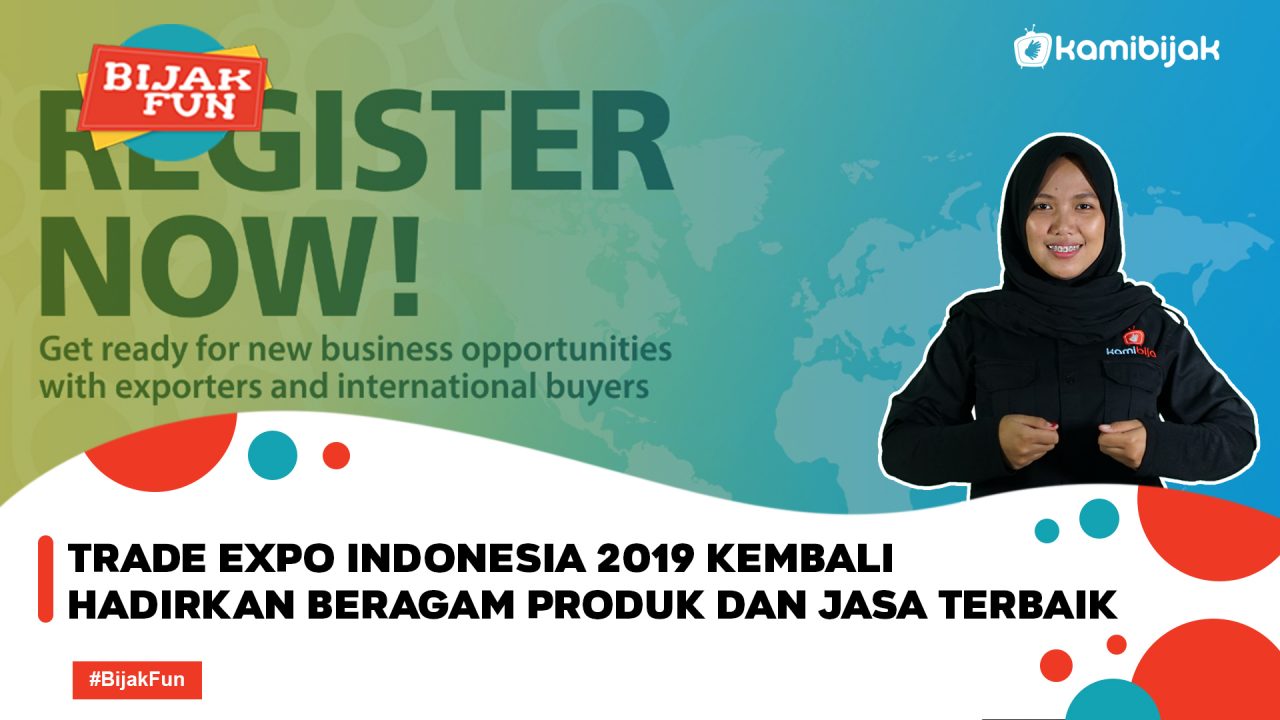 BIJAK
FUN
kamibijak
REGISTER
NOW!
Get ready for new business opportunities
with exporters and international buyers
kamibija
TRADE EXPO INDONESIA 2019 KEMBALI
HADIRKAN BERAGAM PRODUK DAN JASA TERBAIK
#BijakFun